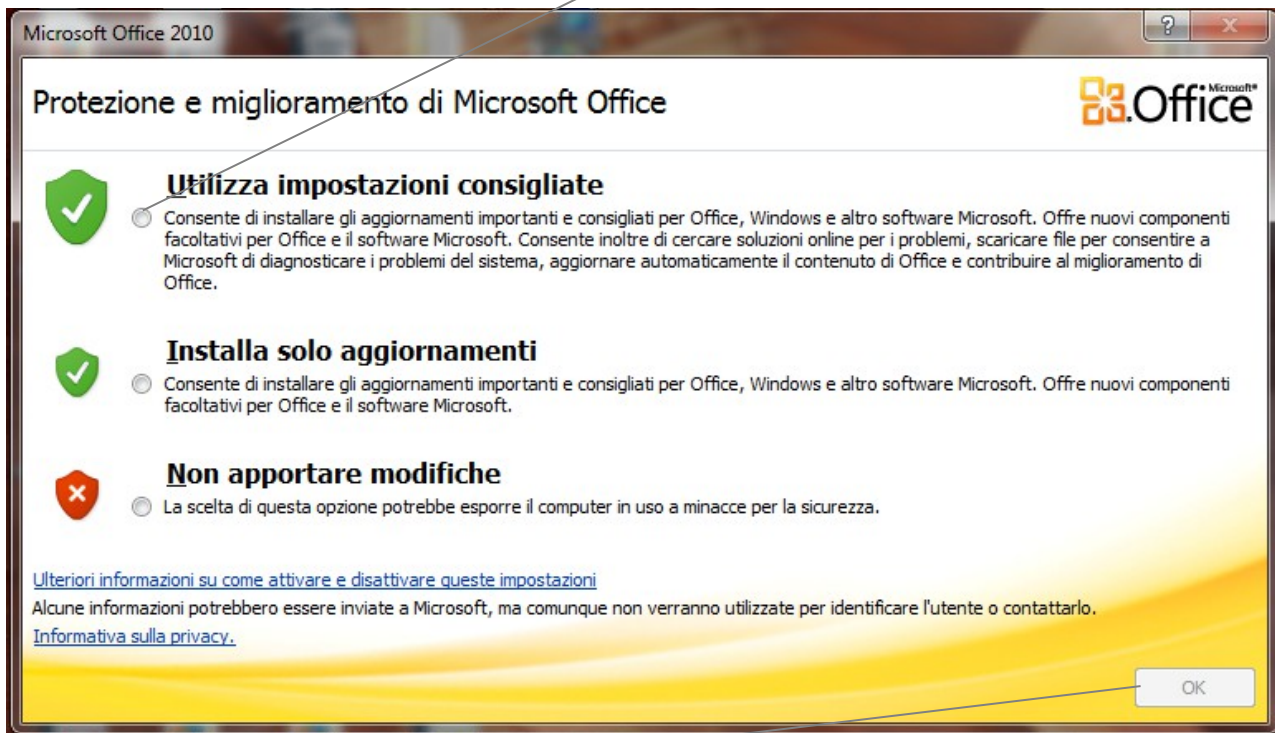 Microsoft Office 2010
?
Protezione e miglioramento di Microsoft Office
Microsoft®
Office
Utilizza impostazioni consigliate
Consente di installare gli aggiornamenti importanti e consigliati per Office, Windows e altro software Microsoft. Offre nuovi componenti
facoltativi per Office e il software Microsoft. Consente inoltre di cercare soluzioni online per i problemi, scaricare file per consentire a
Microsoft di diagnosticare i problemi del sistema, aggiornare automaticamente il contenuto di Office e contribuire al miglioramento di
Office.
Installa solo aggiornamenti
Consente di installare gli aggiornamenti importanti e consigliati per Office, Windows e altro software Microsoft. Offre nuovi componenti
facoltativi per Office e il software Microsoft.
Non apportare modifiche
La scelta di questa opzione potrebbe esporre il computer in uso a minacce per la sicurezza.
Ulteriori informazioni su come attivare e disattivare queste impostazioni
Alcune informazioni potrebbero essere inviate a Microsoft, ma comunque non verranno utilizzate per identificare l'utente o contattarlo.
Informativa sulla privacy.
OK